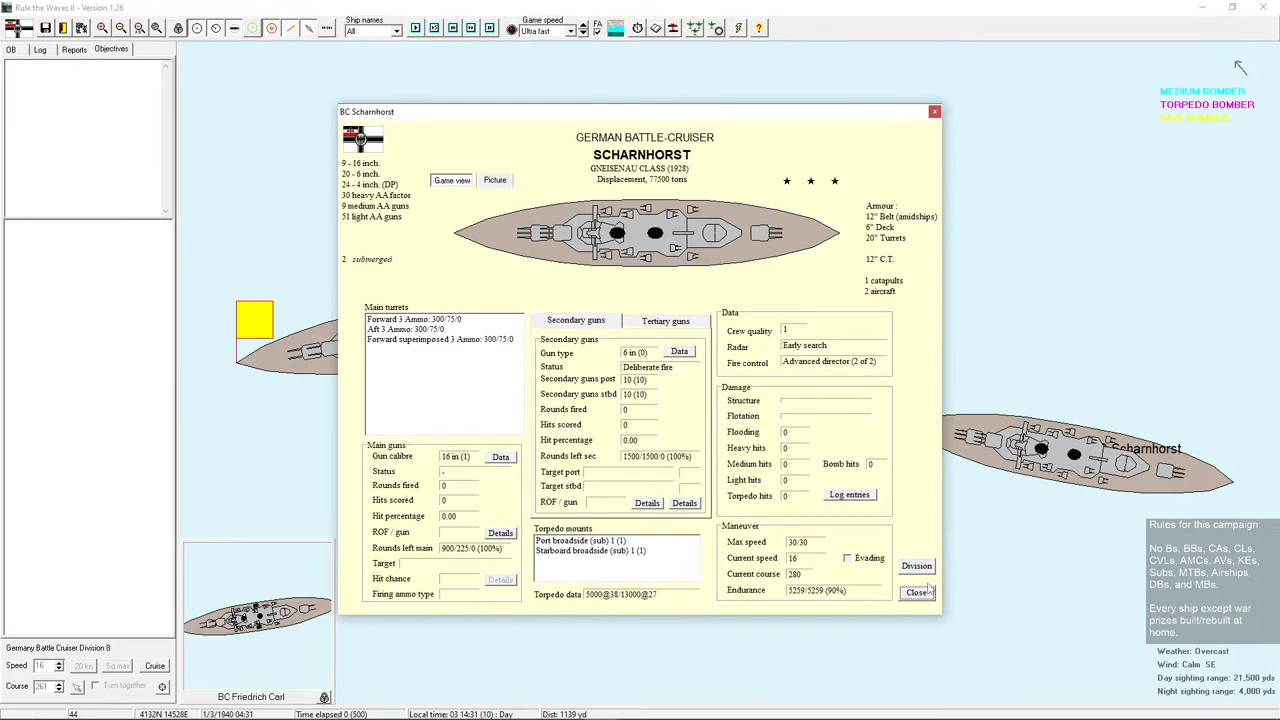 Rule the Waves II - Version 1.26
Ship names
All
Game speed
Ultra fast
FA
OB
Log
Reports
Objectives
MEDIUM BOMBER
TORPEDO BOMBER
DIVE BOMBER
BC Scharnhorst
GERMAN BATTLE-CRUISER
SCHARNHORST
GNEISENAU CLASS (1928)
Displacement, 77500 tons
9 - 16 inch.
20 - 6 inch.
24 - 4 inch. (DP)
30 heavy AA factor
9 medium AA guns
51 light AA guns
2 submerged
Game view
Picture
Armour :
12" Belt (amidships)
6" Deck
20" Turrets
12" C.T.
1 catapults
2 aircraft
Main turrets
Forward 3 Ammo: 300/75/0
Aft 3 Ammo: 300/75/0
Forward superimposed 3 Ammo: 300/75/0
Main guns
Gun calibre 16 in (1) Data
Status -
Rounds fired 0
Hits scored 0
Hit percentage 0.00
ROF / gun Details
Rounds left main 900/225/0 (100%)
Target
Hit chance Details
Firing ammo type
Secondary guns
Tertiary guns
Secondary guns
Gun type 6 in (0) Data
Status Deliberate fire
Secondary guns port 10 (10)
Secondary guns stbd 10 (10)
Rounds fired 0
Hits scored 0
Hit percentage 0.00
Rounds left sec 1500/1500/0 (100%)
Target port
Target stbd
ROF / gun Details Details
Torpedo mounts
Port broadside (sub) 1 (1)
Starboard broadside (sub) 1 (1)
Torpedo data 5000@38/13000@27
Data
Crew quality 1
Radar Early search
Fire control Advanced director (2 of 2)
Damage
Structure
Flotation
Flooding 0
Heavy hits 0
Medium hits 0 Bomb hits 0
Light hits 0
Torpedo hits 0 Log entries
Maneuver
Max speed 30/30
Current speed 16 Evading
Current course 280
Endurance 5259/5259 (90%)
Division
Close
charnhorst
Rules for this campaign:
No Bs, BBs, CAs, CLs,
CVLs, AMCs, AVs, KEs,
Subs, MTBs, Airships,
DBs, and MBs.
Every ship except war
prizes built/rebuilt at
home.
Weather: Overcast
Wind: Calm SE
Day sighting range: 21,500 yds
Night sighting range: 4,000 yds
Germany Battle Cruiser Division 8
Speed 16 20 kn Sq max Cruise
Course 261 Turn together
BC Friedrich Carl
44
4132N 14528E
1/3/1940 04:31
Time elapsed 0 (500)
Local time: 03 14:31 (10) : Day
Dist: 1139 yd